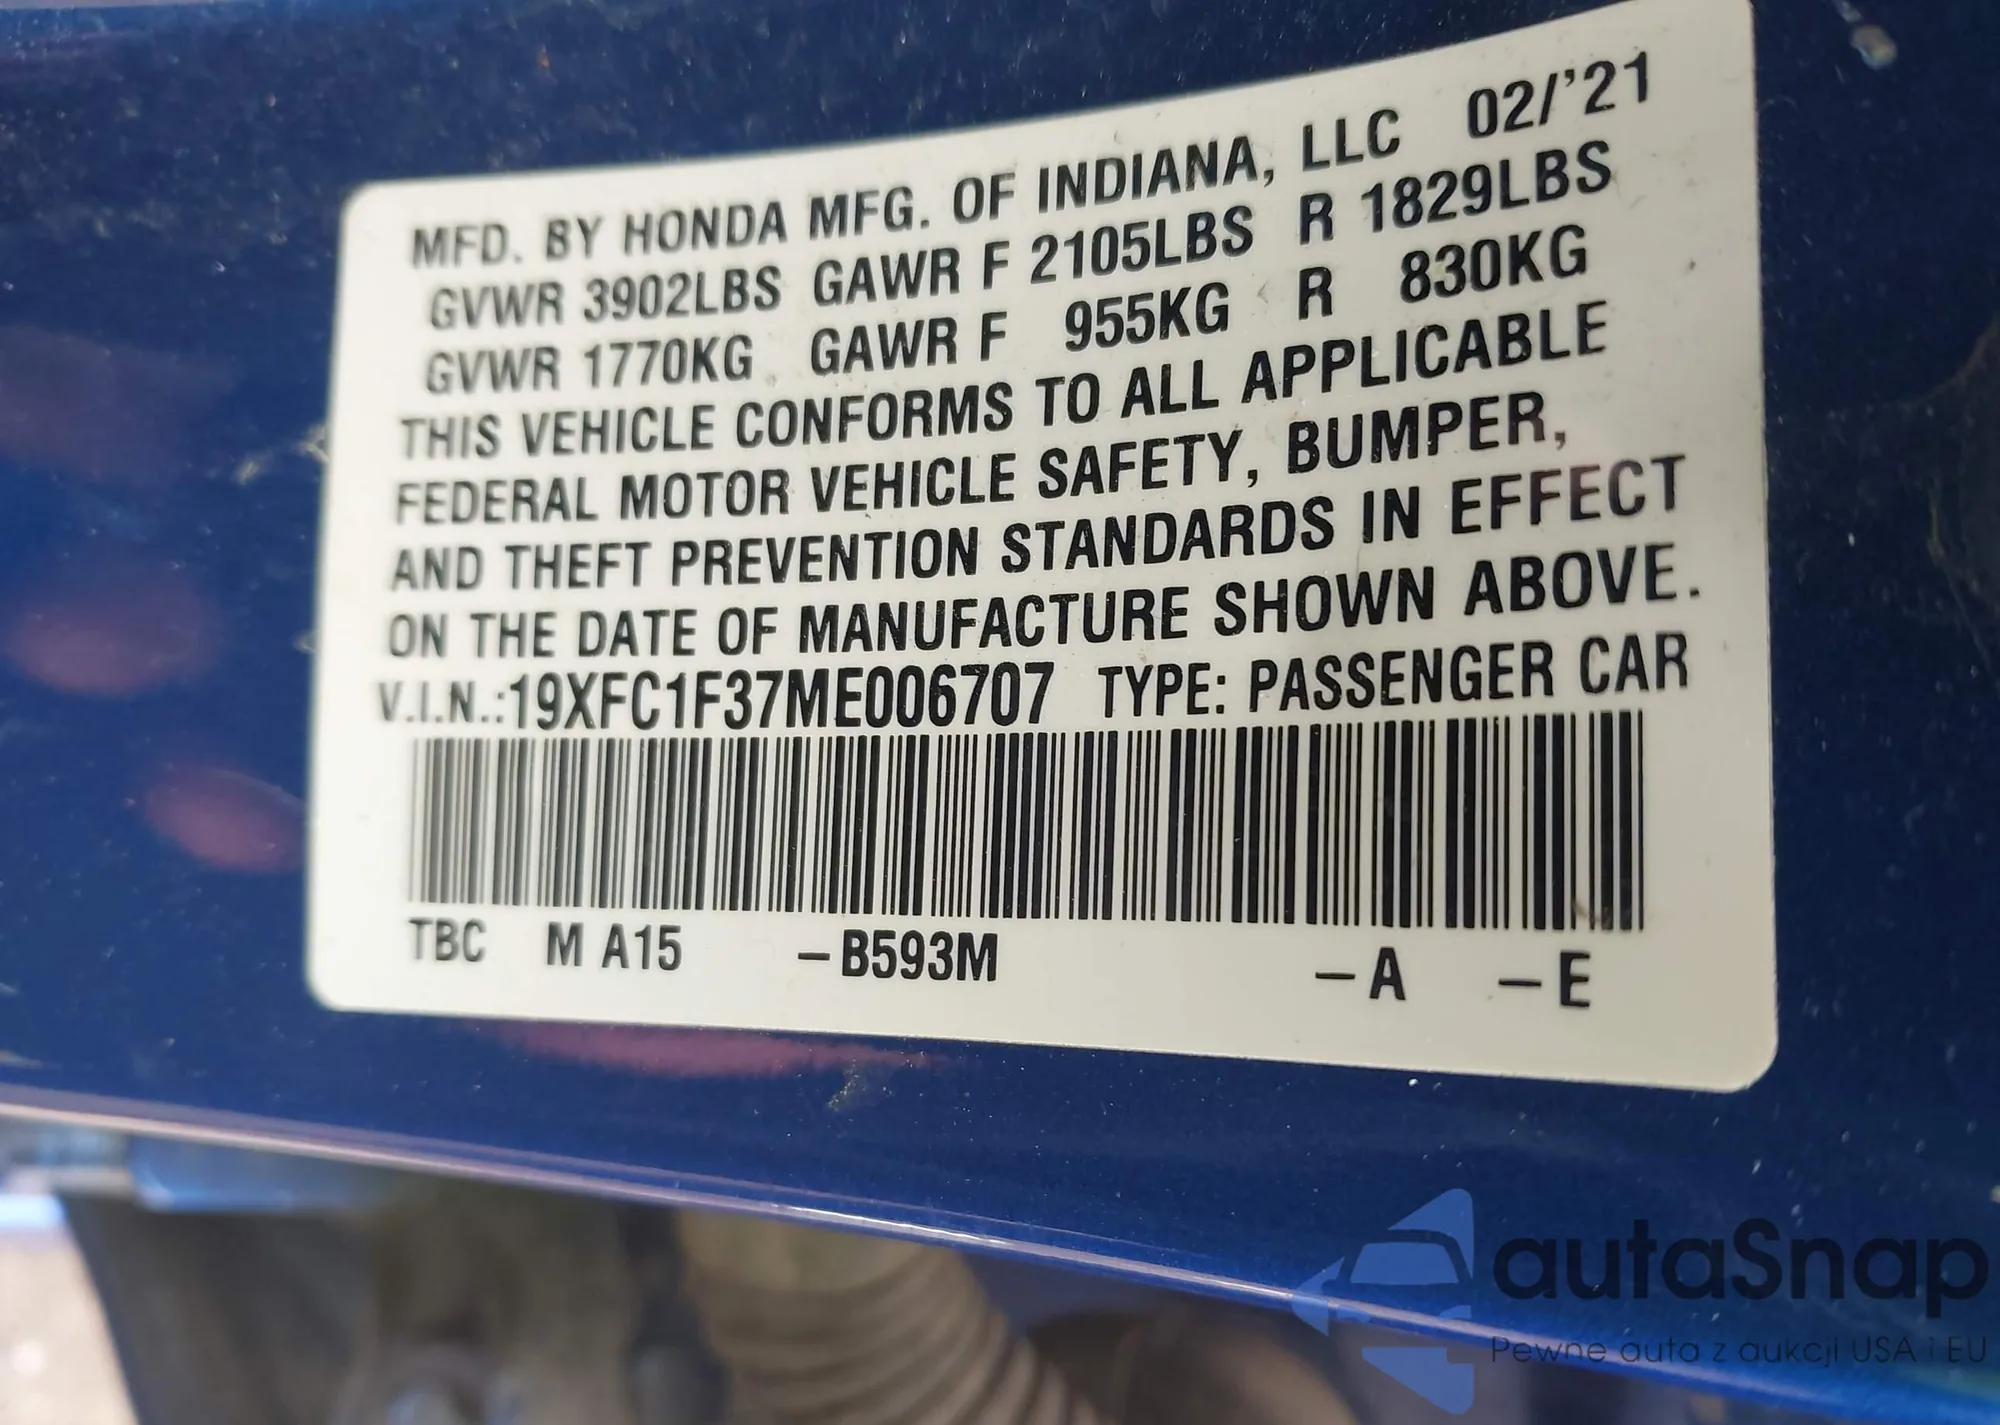 MFD. BY HONDA MFG. OF INDIANA, LLC 02/'21
GVWR 3902LBS GAWR F 2105LBS R 1829LBS
GVWR 1770KG GAWR F 955KG R 830KG
THIS VEHICLE CONFORMS TO ALL APPLICABLE
FEDERAL MOTOR VEHICLE SAFETY, BUMPER,
AND THEFT PREVENTION STANDARDS IN EFFECT
ON THE DATE OF MANUFACTURE SHOWN ABOVE.
V.I.N.:19XFC1F37ME006707 TYPE: PASSENGER CAR
TBC M A15 –B593M –A –E
autaSnap
Pewne auta z aukcji USA i EU